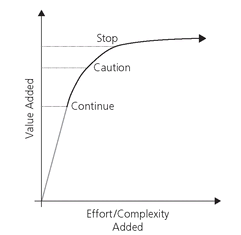 Stop
Caution
Continue
Value Added
Effort/Complexity
Added